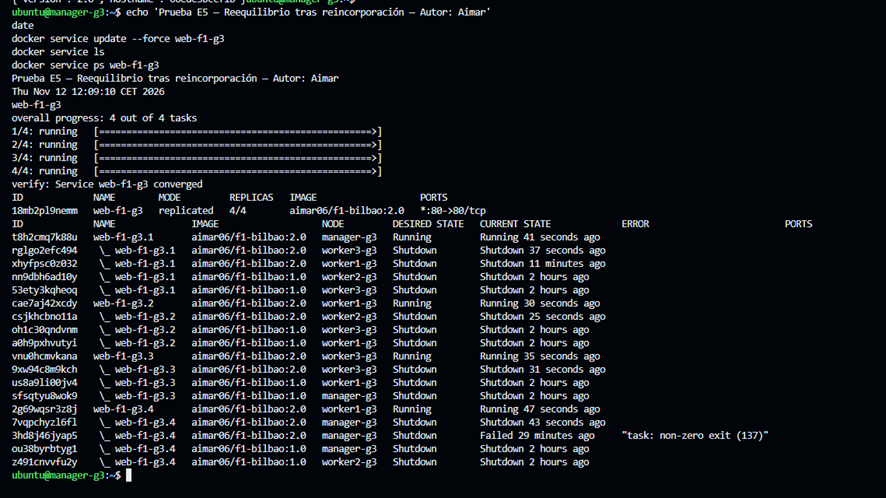 {"version":"2.0","hostname":
ubuntu@manager-g3:~$ echo 'Prueba E5 — Reequilibrio tras reincorporación — Autor: Aimar'
date
docker service update --force web-f1-g3
docker service ls
docker service ps web-f1-g3
Prueba E5 — Reequilibrio tras reincorporación — Autor: Aimar
Thu Nov 12 12:09:10 CET 2026
web-f1-g3
overall progress: 4 out of 4 tasks
1/4: running [==================================================>]
2/4: running [==================================================>]
3/4: running [==================================================>]
4/4: running [==================================================>]
verify: Service web-f1-g3 converged
ID NAME MODE REPLICAS IMAGE PORTS
18mb2pl9nemm web-f1-g3 replicated 4/4 aimar06/f1-bilbao:2.0 *:80->80/tcp
ID NAME IMAGE NODE DESIRED STATE CURRENT STATE ERROR PORTS
t8h2cmq7k88u web-f1-g3.1 aimar06/f1-bilbao:2.0 manager-g3 Running Running 41 seconds ago
rglgo2efc494 \_ web-f1-g3.1 aimar06/f1-bilbao:2.0 worker3-g3 Shutdown Shutdown 37 seconds ago
xhyfpsc0z032 \_ web-f1-g3.1 aimar06/f1-bilbao:2.0 worker1-g3 Shutdown Shutdown 11 minutes ago
nn9dbh6ad10y \_ web-f1-g3.1 aimar06/f1-bilbao:1.0 worker2-g3 Shutdown Shutdown 2 hours ago
53ety3kqheoq \_ web-f1-g3.1 aimar06/f1-bilbao:1.0 worker3-g3 Shutdown Shutdown 2 hours ago
cae7aj42xcdy web-f1-g3.2 aimar06/f1-bilbao:2.0 worker1-g3 Running Running 30 seconds ago
csjkhcbno11a \_ web-f1-g3.2 aimar06/f1-bilbao:2.0 worker2-g3 Shutdown Shutdown 25 seconds ago
oh1c30qndvnm \_ web-f1-g3.2 aimar06/f1-bilbao:1.0 worker3-g3 Shutdown Shutdown 2 hours ago
a0h9pxhvutyi \_ web-f1-g3.2 aimar06/f1-bilbao:1.0 worker2-g3 Shutdown Shutdown 2 hours ago
vnu0hcmvkana web-f1-g3.3 aimar06/f1-bilbao:2.0 worker3-g3 Running Running 35 seconds ago
9xw94c8m9kch \_ web-f1-g3.3 aimar06/f1-bilbao:2.0 worker3-g3 Shutdown Shutdown 31 seconds ago
us8a9li00jv4 \_ web-f1-g3.3 aimar06/f1-bilbao:1.0 worker1-g3 Shutdown Shutdown 2 hours ago
sfsqtyu8wok9 \_ web-f1-g3.3 aimar06/f1-bilbao:1.0 manager-g3 Shutdown Shutdown 2 hours ago
2g69wqsr3z8j web-f1-g3.4 aimar06/f1-bilbao:2.0 worker1-g3 Running Running 47 seconds ago
7vqpchyzl6fl \_ web-f1-g3.4 aimar06/f1-bilbao:2.0 manager-g3 Shutdown Shutdown 43 seconds ago
3hd8j46jyap5 \_ web-f1-g3.4 aimar06/f1-bilbao:2.0 manager-g3 Shutdown Failed 29 minutes ago "task: non-zero exit (137)"
ou38byrbtyg1 \_ web-f1-g3.4 aimar06/f1-bilbao:1.0 manager-g3 Shutdown Shutdown 2 hours ago
z491cnvvfu2y \_ web-f1-g3.4 aimar06/f1-bilbao:1.0 worker2-g3 Shutdown Shutdown 2 hours ago
ubuntu@manager-g3:~$